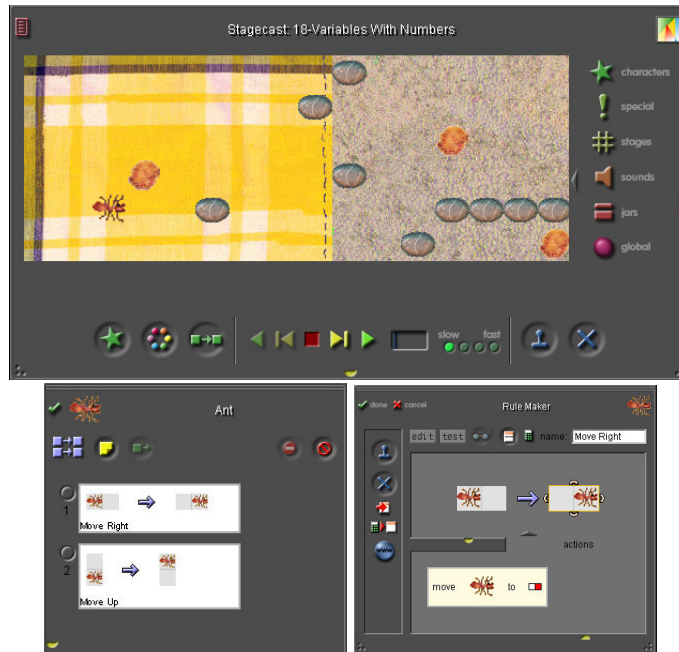 Stagecast: 18-Variables With Numbers
characters
special
stages
sounds
jars
global
slow fast
Ant
1
Move Right
2
Move Up
done cancel Rule Maker
edit test name: Move Right
www
actions
move to